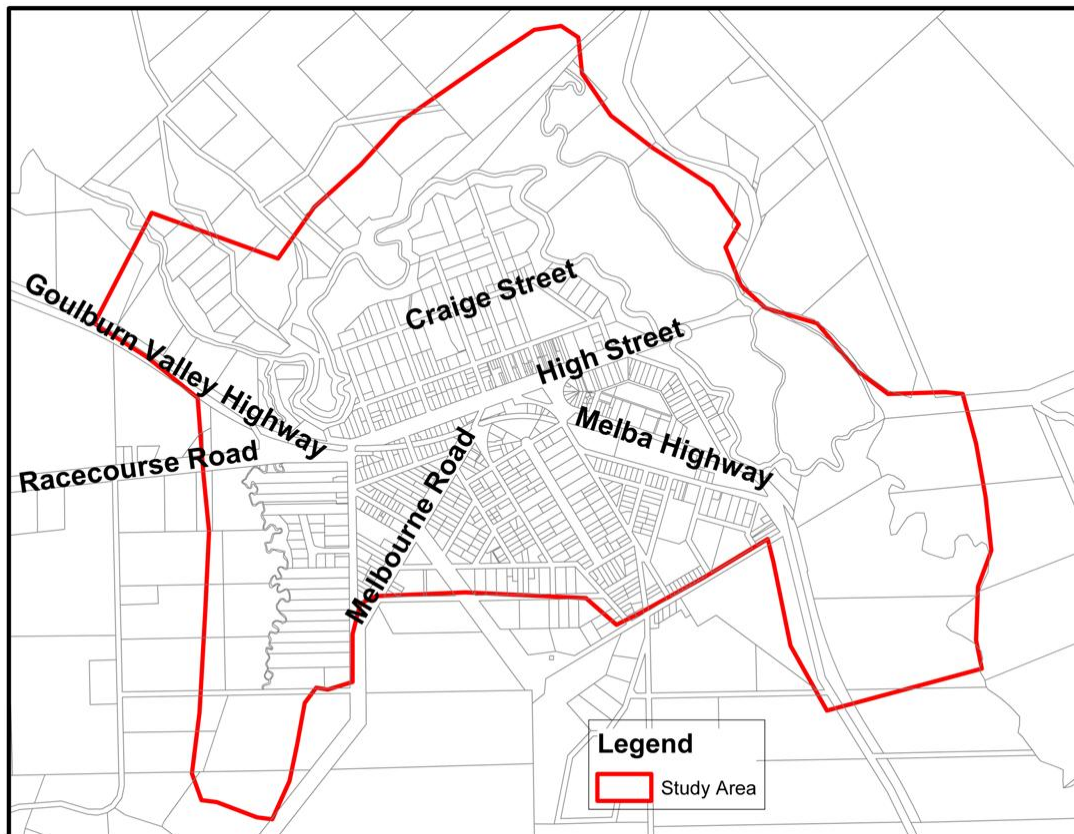 Craige Street
Goulburn Valley Highway
High Street
Melba Highway
Racecourse Road
Melbourne Road
Legend
Study Area